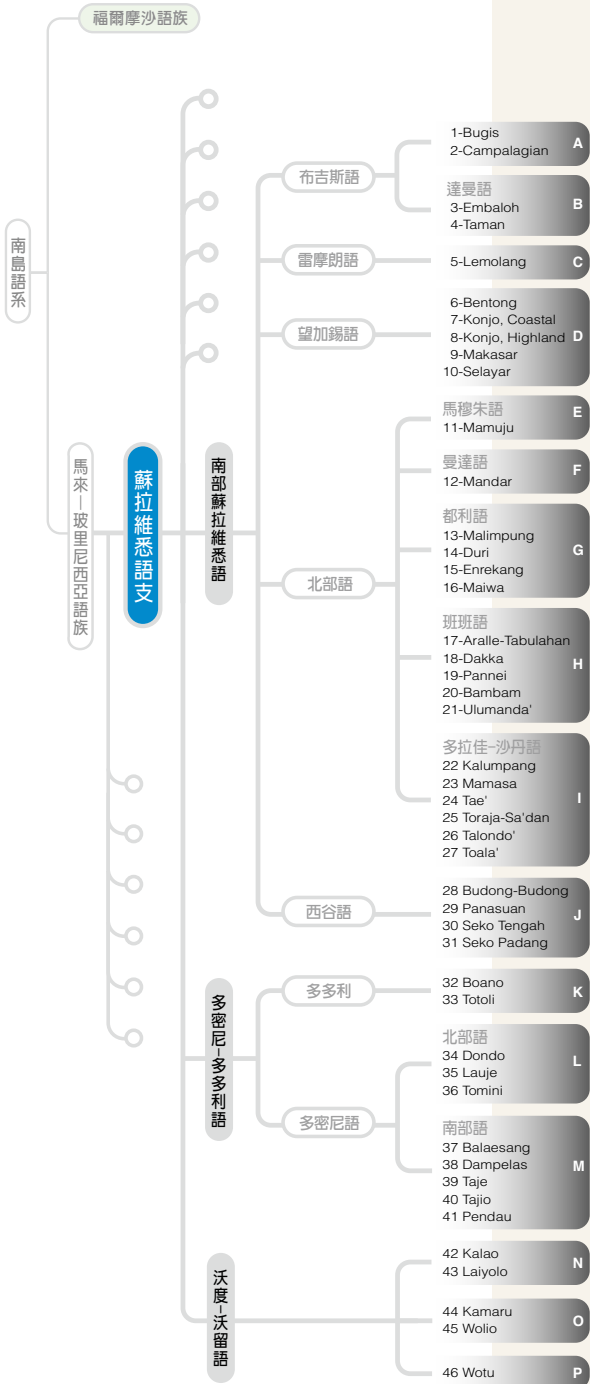 福爾摩沙語族
南島語系
馬來—玻里尼西亞語族
蘇拉維悉語支
南部蘇拉維悉語
布吉斯語
1-Bugis
2-Campalagian
A
達曼語
3-Embaloh
4-Taman
B
雷摩朗語
5-Lemolang
C
望加錫語
6-Bentong
7-Konjo, Coastal
8-Konjo, Highland
9-Makasar
10-Selayar
D
北部語
馬穆朱語
11-Mamuju
E
曼達語
12-Mandar
F
都利語
13-Malimpung
14-Duri
15-Enrekang
16-Maiwa
G
班班語
17-Aralle-Tabulahan
18-Dakka
19-Pannei
20-Bambam
21-Ulumanda'
H
多拉佳-沙丹語
22 Kalumpang
23 Mamasa
24 Tae'
25 Toraja-Sa'dan
26 Talondo'
27 Toala'
I
西谷語
28 Budong-Budong
29 Panasuan
30 Seko Tengah
31 Seko Padang
J
多密尼-多多利語
多多利
32 Boano
33 Totoli
K
多密尼語
北部語
34 Dondo
35 Lauje
36 Tomini
L
南部語
37 Balaesang
38 Dampelas
39 Taje
40 Tajio
41 Pendau
M
沃度-沃留語
42 Kalao
43 Laiyolo
N
44 Kamaru
45 Wolio
O
46 Wotu
P